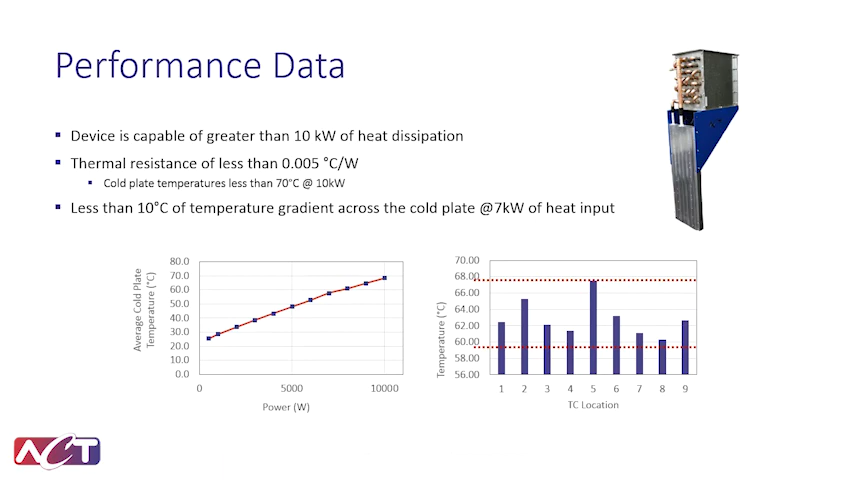 Performance Data
Device is capable of greater than 10 kW of heat dissipation
Thermal resistance of less than 0.005 °C/W
Cold plate temperatures less than 70°C @ 10kW
Less than 10°C of temperature gradient across the cold plate @7kW of heat input
Average Cold Plate
Temperature (°C)
80.0
70.0
60.0
50.0
40.0
30.0
20.0
10.0
0.0
0 5000 10000
Power (W)
Temperature (°C)
70.00
68.00
66.00
64.00
62.00
60.00
58.00
56.00
1 2 3 4 5 6 7 8 9
TC Location
ACT